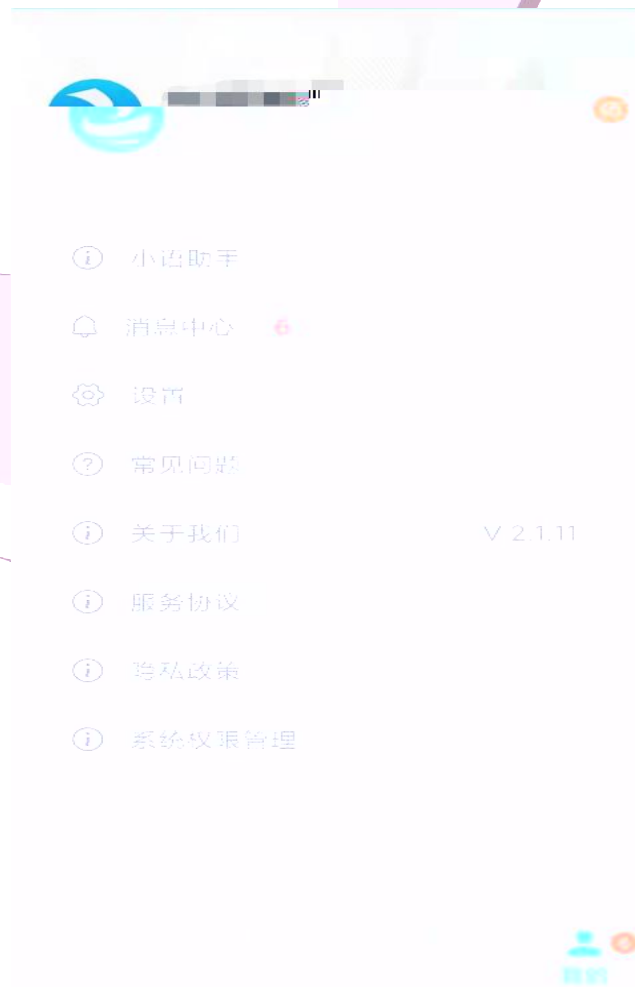 小语助手
消息中心 6
设置
常见问题
关于我们 V 2.1.11
服务协议
隐私政策
系统权限管理
我的